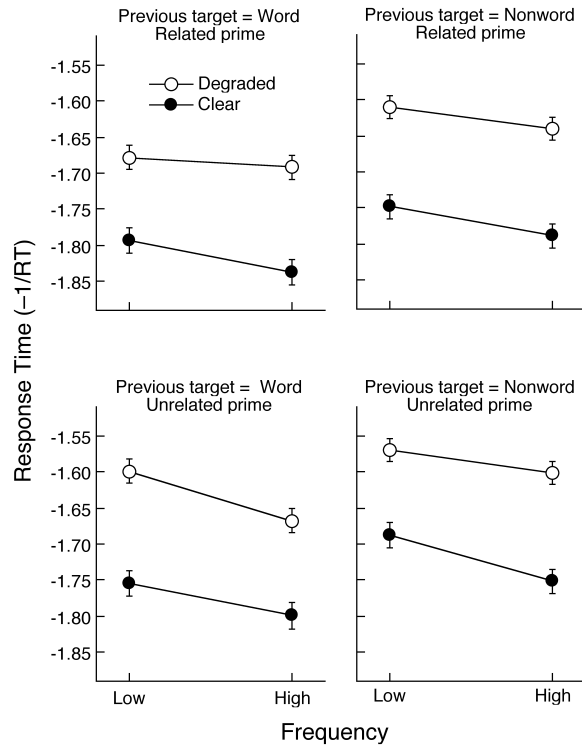 Previous target = Word
Related prime
Previous target = Nonword
Related prime
-1.55
-1.60
-1.65
-1.70
-1.75
-1.80
-1.85
Degraded
Clear
Response Time (–1/RT)
Previous target = Word
Unrelated prime
Previous target = Nonword
Unrelated prime
-1.55
-1.60
-1.65
-1.70
-1.75
-1.80
-1.85
Low High Low High
Frequency